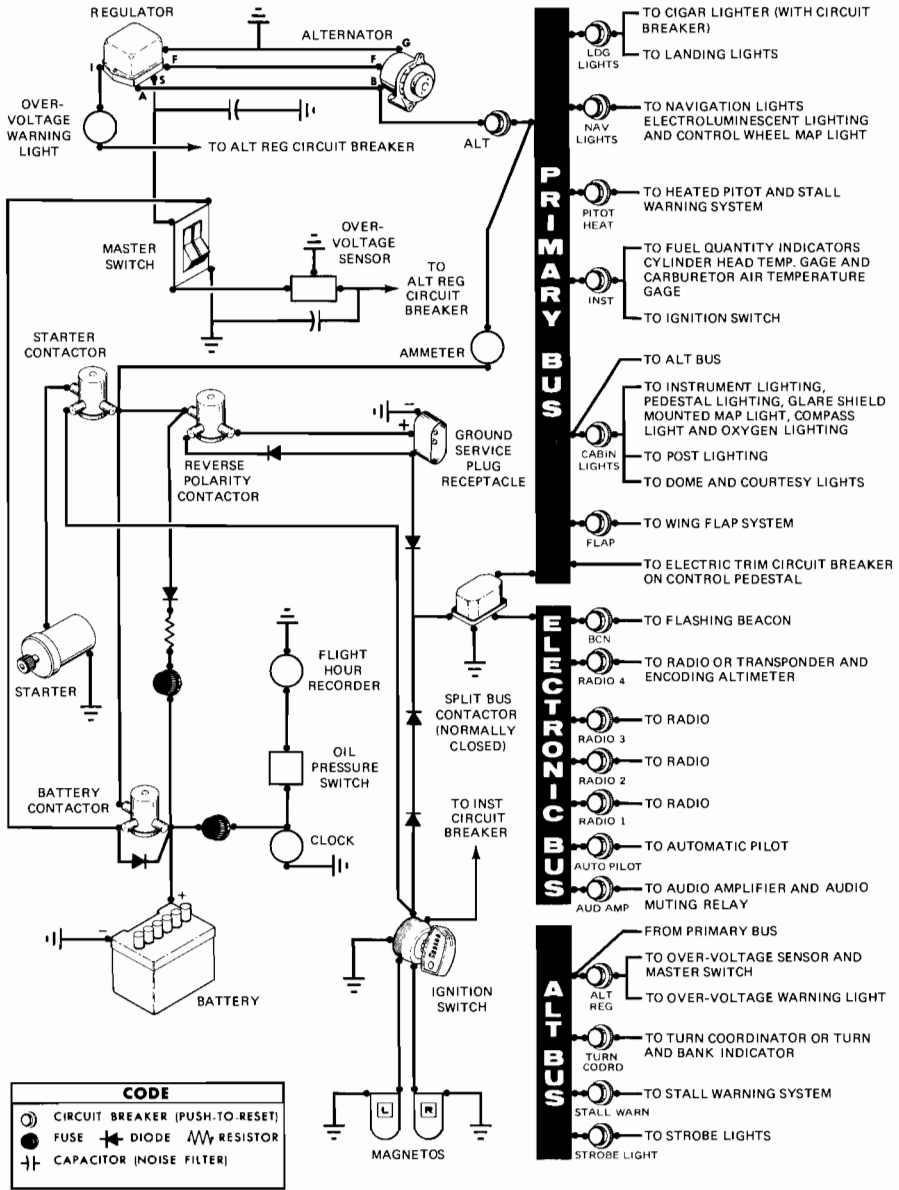 REGULATOR
ALTERNATOR
G
F
F
I
S
A
B
OVER-
VOLTAGE
WARNING
LIGHT
TO ALT REG CIRCUIT BREAKER
ALT
MASTER
SWITCH
OVER-
VOLTAGE
SENSOR
TO
ALT REG
CIRCUIT
BREAKER
STARTER
CONTACTOR
AMMETER
REVERSE
POLARITY
CONTACTOR
−
+
GROUND
SERVICE
PLUG
RECEPTACLE
STARTER
FLIGHT
HOUR
RECORDER
OIL
PRESSURE
SWITCH
CLOCK
SPLIT BUS
CONTACTOR
(NORMALLY
CLOSED)
BATTERY
CONTACTOR
+
−
BATTERY
TO INST
CIRCUIT
BREAKER
IGNITION
SWITCH
L
R
MAGNETOS
PRIMARY BUS
LDG
LIGHTS
TO CIGAR LIGHTER (WITH CIRCUIT
BREAKER)
TO LANDING LIGHTS
NAV
LIGHTS
TO NAVIGATION LIGHTS
ELECTROLUMINESCENT LIGHTING
AND CONTROL WHEEL MAP LIGHT
PITOT
HEAT
TO HEATED PITOT AND STALL
WARNING SYSTEM
INST
TO FUEL QUANTITY INDICATORS
CYLINDER HEAD TEMP. GAGE AND
CARBURETOR AIR TEMPERATURE
GAGE
TO IGNITION SWITCH
TO ALT BUS
CABIN
LIGHTS
TO INSTRUMENT LIGHTING,
PEDESTAL LIGHTING, GLARE SHIELD
MOUNTED MAP LIGHT, COMPASS
LIGHT AND OXYGEN LIGHTING
TO POST LIGHTING
TO DOME AND COURTESY LIGHTS
FLAP
TO WING FLAP SYSTEM
TO ELECTRIC TRIM CIRCUIT BREAKER
ON CONTROL PEDESTAL
ELECTRONIC BUS
BCN
TO FLASHING BEACON
RADIO 4
TO RADIO OR TRANSPONDER AND
ENCODING ALTIMETER
RADIO 3
TO RADIO
RADIO 2
TO RADIO
RADIO 1
TO RADIO
AUTO PILOT
TO AUTOMATIC PILOT
AUD AMP
TO AUDIO AMPLIFIER AND AUDIO
MUTING RELAY
ALT BUS
FROM PRIMARY BUS
ALT
REG
TO OVER-VOLTAGE SENSOR AND
MASTER SWITCH
TO OVER-VOLTAGE WARNING LIGHT
TURN
COORD
TO TURN COORDINATOR OR TURN
AND BANK INDICATOR
STALL WARN
TO STALL WARNING SYSTEM
STROBE LIGHT
TO STROBE LIGHTS
CODE
CIRCUIT BREAKER (PUSH-TO-RESET)
FUSE DIODE RESISTOR
CAPACITOR (NOISE FILTER)